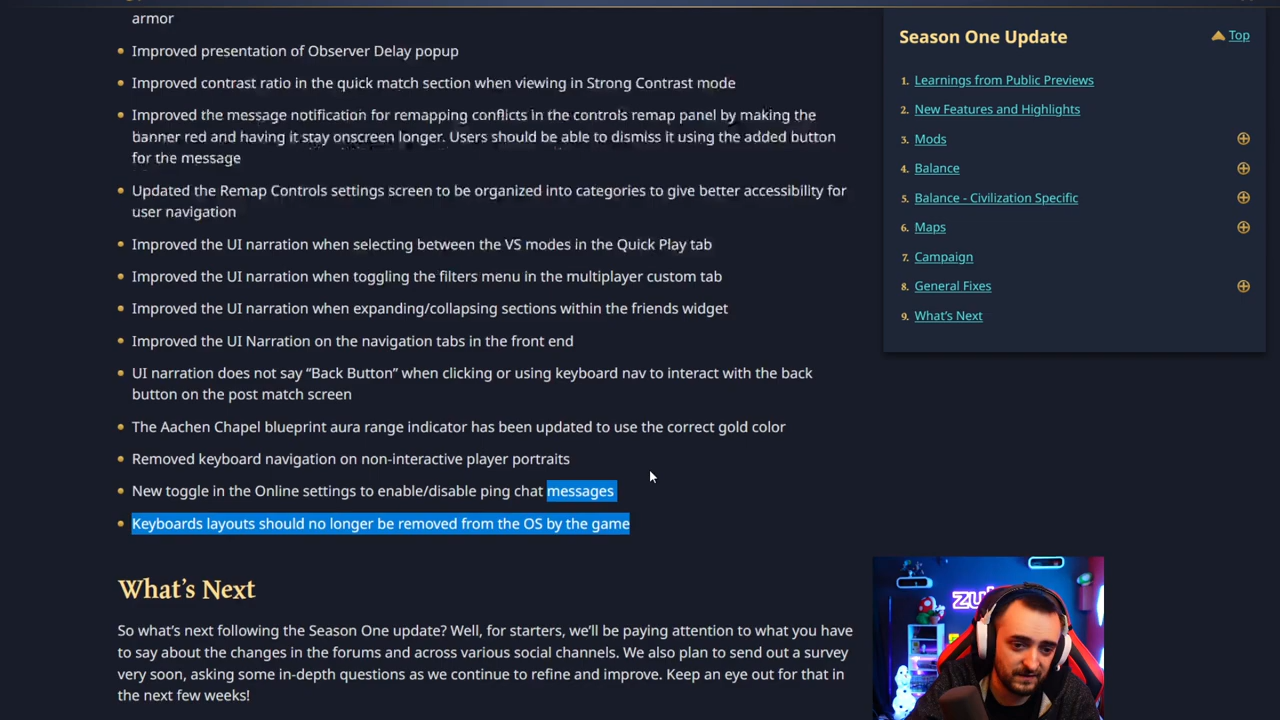 armor
Improved presentation of Observer Delay popup
Improved contrast ratio in the quick match section when viewing in Strong Contrast mode
Improved the message notification for remapping conflicts in the controls remap panel by making the
banner red and having it stay onscreen longer. Users should be able to dismiss it using the added button
for the message
Updated the Remap Controls settings screen to be organized into categories to give better accessibility for
user navigation
Improved the UI narration when selecting between the VS modes in the Quick Play tab
Improved the UI narration when toggling the filters menu in the multiplayer custom tab
Improved the UI narration when expanding/collapsing sections within the friends widget
Improved the UI Narration on the navigation tabs in the front end
UI narration does not say “Back Button” when clicking or using keyboard nav to interact with the back
button on the post match screen
The Aachen Chapel blueprint aura range indicator has been updated to use the correct gold color
Removed keyboard navigation on non-interactive player portraits
New toggle in the Online settings to enable/disable ping chat messages
Keyboards layouts should no longer be removed from the OS by the game
What’s Next
So what’s next following the Season One update? Well, for starters, we’ll be paying attention to what you have
to say about the changes in the forums and across various social channels. We also plan to send out a survey
very soon, asking some in-depth questions as we continue to refine and improve. Keep an eye out for that in
the next few weeks!
Season One Update
Top
1. Learnings from Public Previews
2. New Features and Highlights
3. Mods
4. Balance
5. Balance - Civilization Specific
6. Maps
7. Campaign
8. General Fixes
9. What’s Next